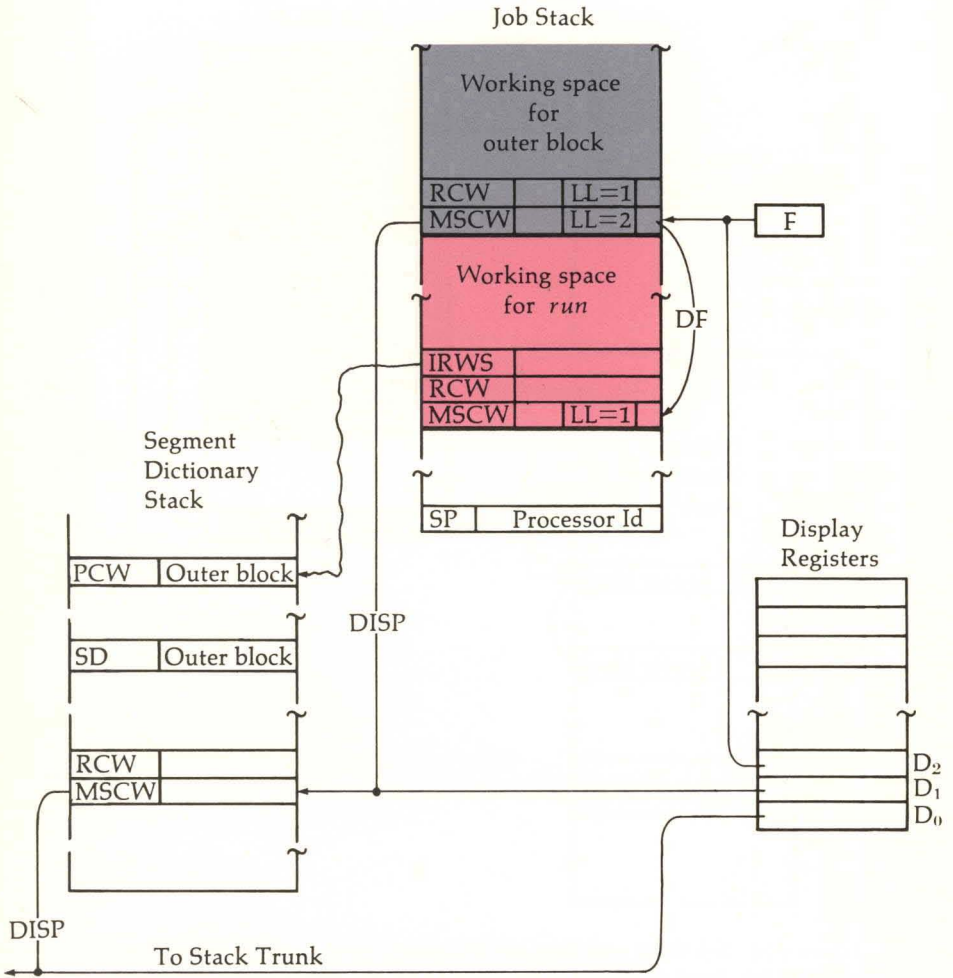 Job Stack
Working space
for
outer block
RCW LL=1
MSCW LL=2
F
Working space
for run
DF
IRWS
RCW
MSCW LL=1
Segment
Dictionary
Stack
SP Processor Id
Display
Registers
PCW Outer block
DISP
SD Outer block
RCW
MSCW
D₂
D₁
D₀
DISP
To Stack Trunk